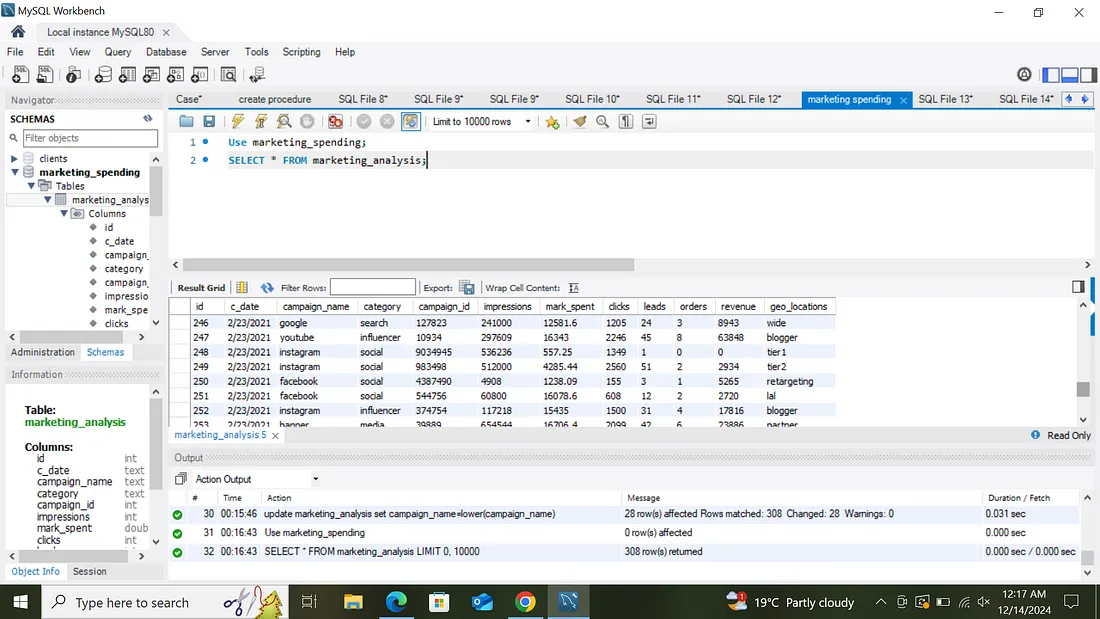 MySQL Workbench
Local instance MySQL80
File Edit View Query Database Server Tools Scripting Help
Navigator
SCHEMAS
Filter objects
clients
marketing_spending
Tables
marketing_analys
Columns
id
c_date
campaign_
category
campaign_
impressio
mark_spe
clicks
Administration Schemas
Information
Table:
marketing_analysis
Columns:
id int
c_date text
campaign_name text
category text
campaign_id int
impressions int
mark_spent doub
clicks int
Object Info Session
Case* create procedure SQL File 8* SQL File 9* SQL File 9* SQL File 10* SQL File 11* SQL File 12* marketing spending SQL File 13* SQL File 14*
Limit to 10000 rows
1 Use marketing_spending;
2 SELECT * FROM marketing_analysis;
Result Grid Filter Rows: Export: Wrap Cell Content:
id c_date campaign_name category campaign_id impressions mark_spent clicks leads orders revenue geo_locations
246 2/23/2021 google search 127823 241000 12581.6 1205 24 3 8943 wide
247 2/23/2021 youtube influencer 10934 297609 16343 2246 45 8 63848 blogger
248 2/23/2021 instagram social 9034945 536236 557.25 1349 1 0 0 tier1
249 2/23/2021 instagram social 983498 512000 4285.44 2560 51 2 2934 tier2
250 2/23/2021 facebook social 4387490 4908 1238.09 155 3 1 5265 retargeting
251 2/23/2021 facebook social 544756 60800 16078.6 608 12 2 2720 lal
252 2/23/2021 instagram influencer 374754 117218 15435 1500 31 4 17816 blogger
253 2/23/2021 banner media 39889 654544 16706.4 2099 42 6 23886 partner
marketing_analysis 5
Read Only
Output
Action Output
# Time Action Message Duration / Fetch
30 00:15:46 update marketing_analysis set campaign_name=lower(campaign_name) 28 row(s) affected Rows matched: 308 Changed: 28 Warnings: 0 0.031 sec
31 00:16:43 Use marketing_spending 0 row(s) affected 0.000 sec
32 00:16:43 SELECT * FROM marketing_analysis LIMIT 0, 10000 308 row(s) returned 0.000 sec / 0.000 sec
Type here to search
1
19°C Partly cloudy
12:17 AM
12/14/2024